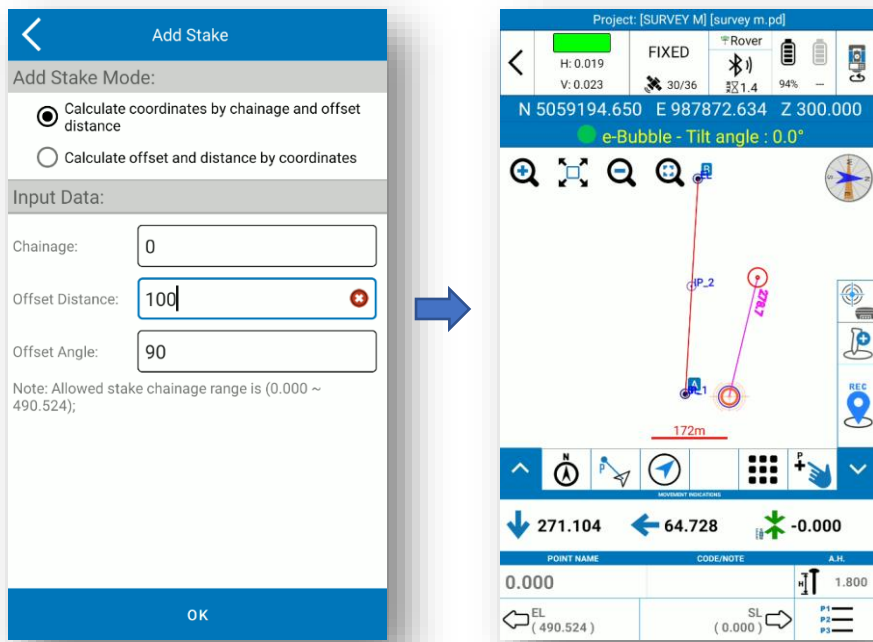 Add Stake
Add Stake Mode:
Calculate coordinates by chainage and offset
distance
Calculate offset and distance by coordinates
Input Data:
Chainage:
0
Offset Distance:
100
Offset Angle:
90
Note: Allowed stake chainage range is (0.000 ~
490.524);
OK
Project: [SURVEY M] [survey m.pd]
H: 0.019
V: 0.023
FIXED
30/36
Rover
1.4
94%
--
N 5059194.650 E 987872.634 Z 300.000
e-Bubble - Tilt angle : 0.0°
B
IP_2
278.7
A
172m
REC
N
P
P
MOVEMENT INDICATIONS
271.104
64.728
-0.000
POINT NAME
CODE/NOTE
A.H.
0.000
H
1.800
EL
( 490.524 )
SL
( 0.000 )
P1
P2
P3